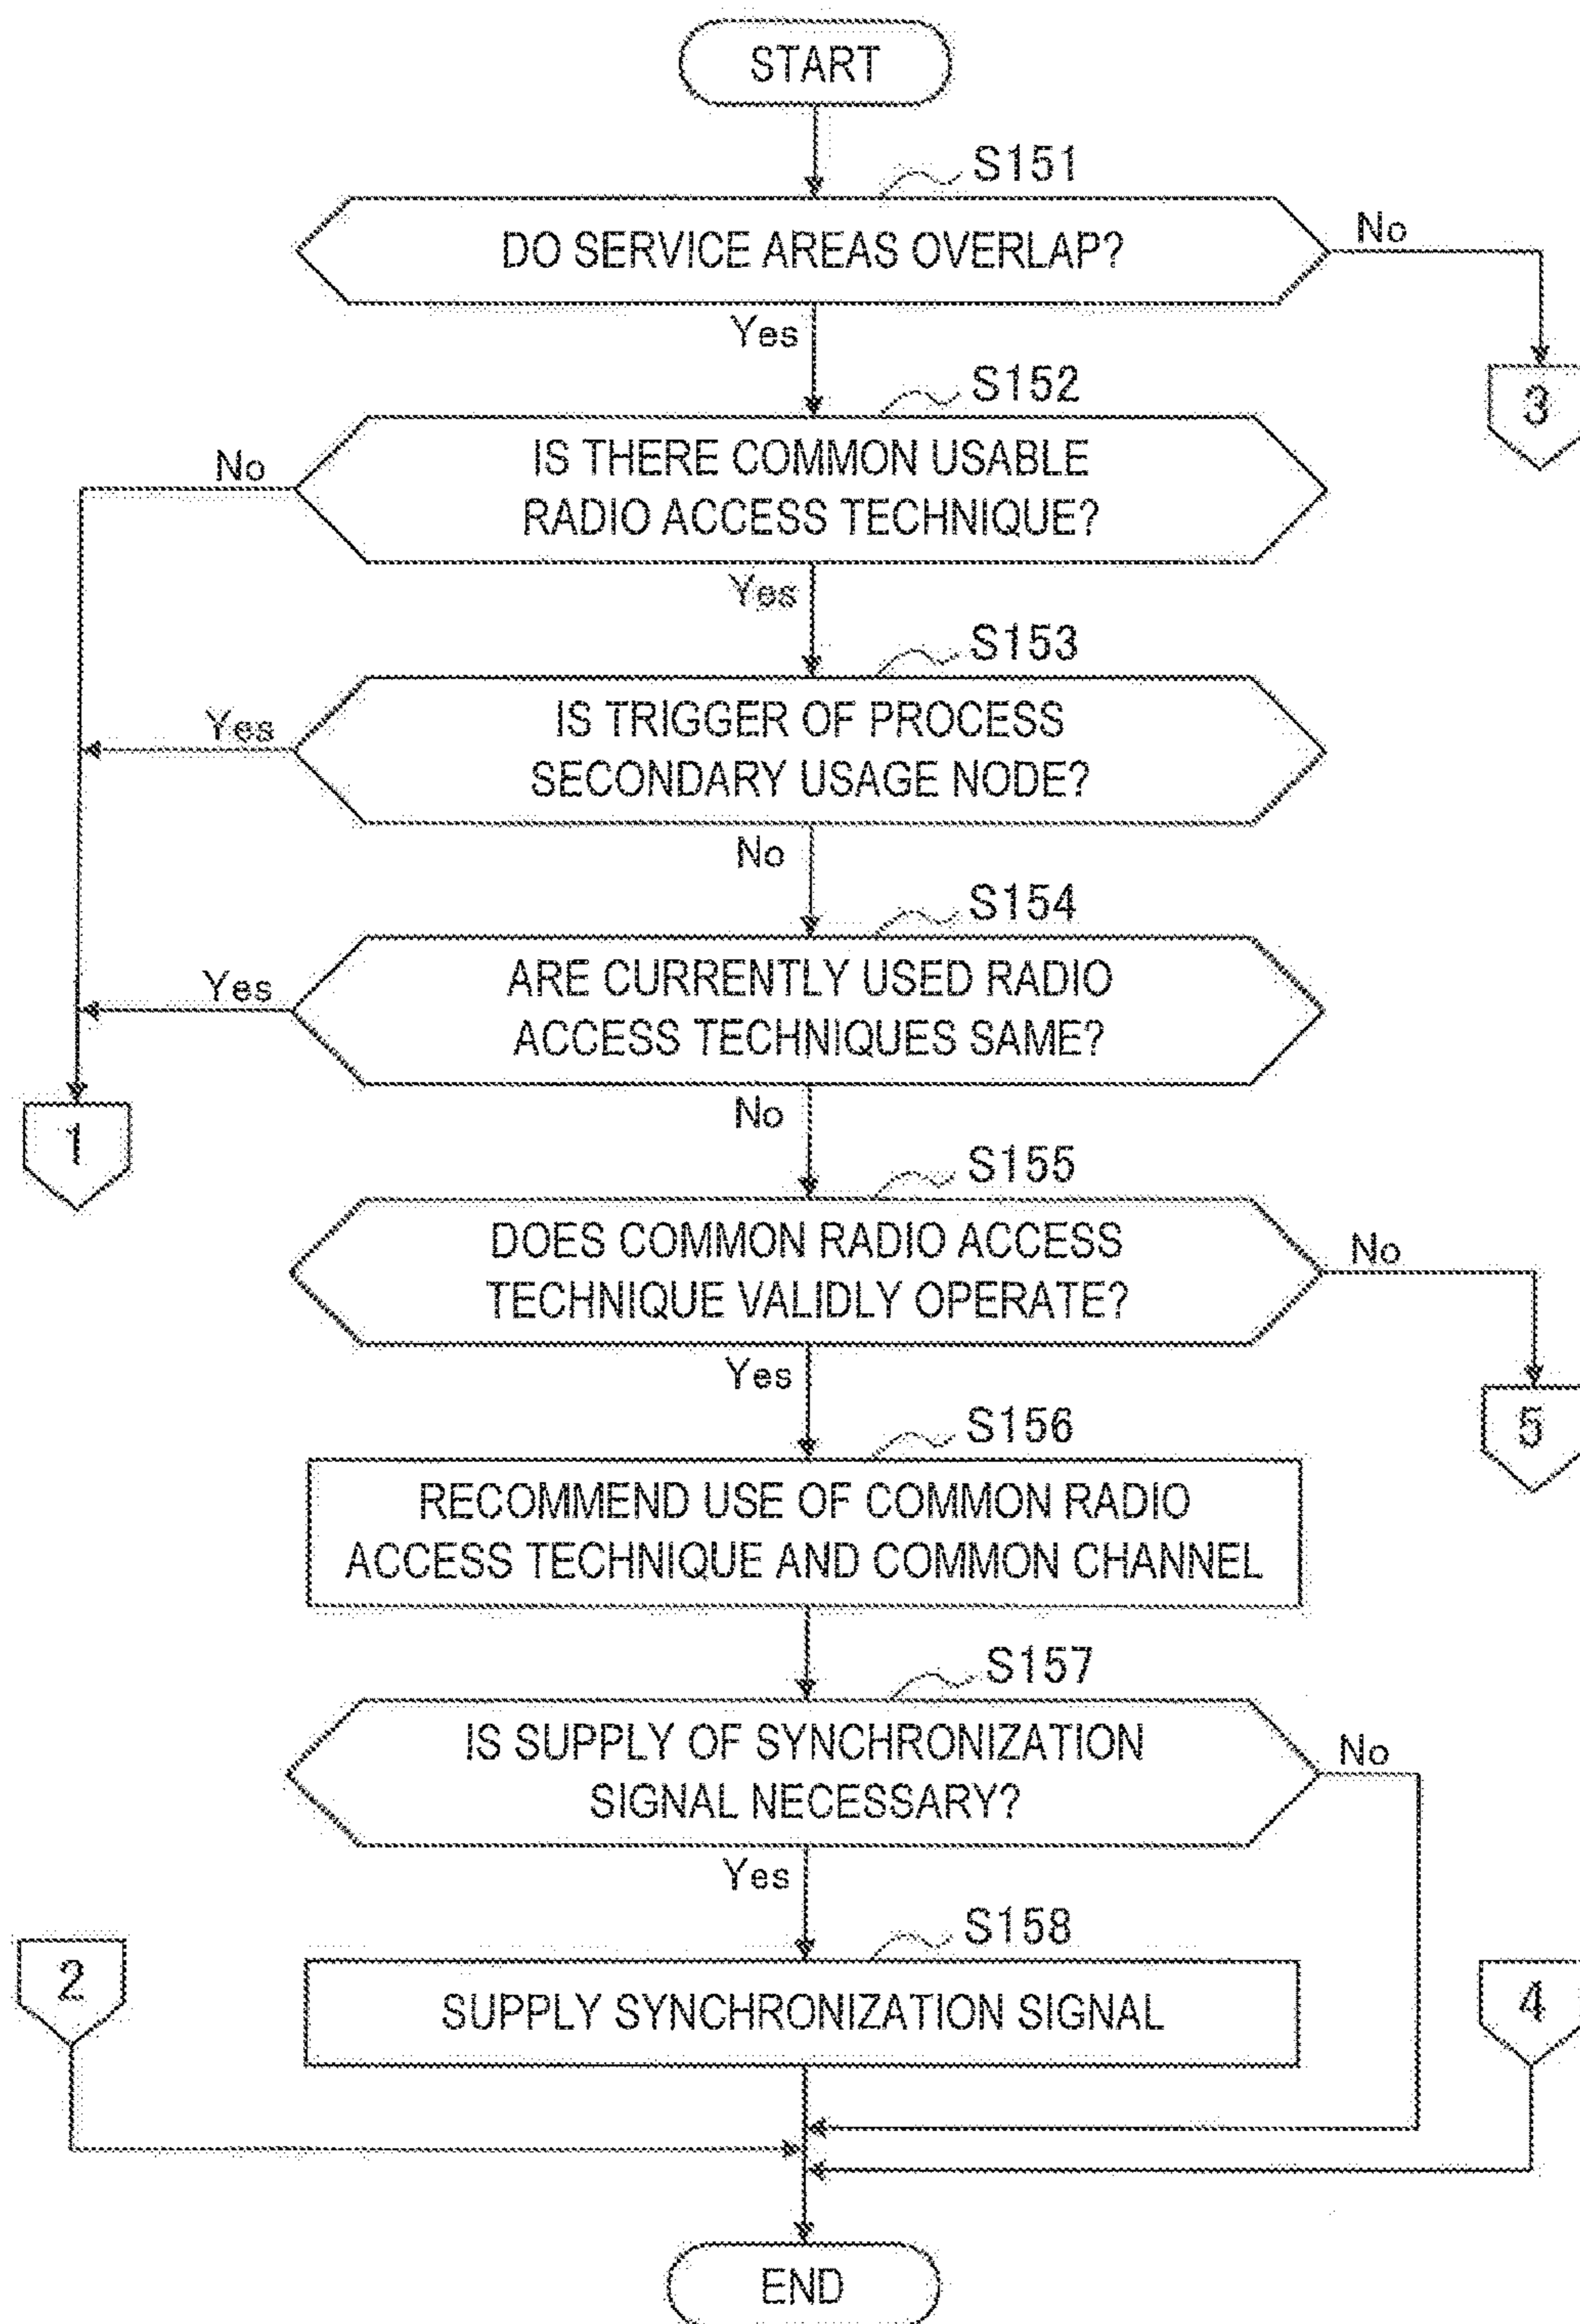 START
S151
DO SERVICE AREAS OVERLAP?
No
Yes
3
S152
IS THERE COMMON USABLE
RADIO ACCESS TECHNIQUE?
No
Yes
S153
IS TRIGGER OF PROCESS
SECONDARY USAGE NODE?
Yes
No
S154
ARE CURRENTLY USED RADIO
ACCESS TECHNIQUES SAME?
Yes
No
1
S155
DOES COMMON RADIO ACCESS
TECHNIQUE VALIDLY OPERATE?
No
Yes
5
S156
RECOMMEND USE OF COMMON RADIO
ACCESS TECHNIQUE AND COMMON CHANNEL
S157
IS SUPPLY OF SYNCHRONIZATION
SIGNAL NECESSARY?
No
Yes
S158
2
SUPPLY SYNCHRONIZATION SIGNAL
4
END